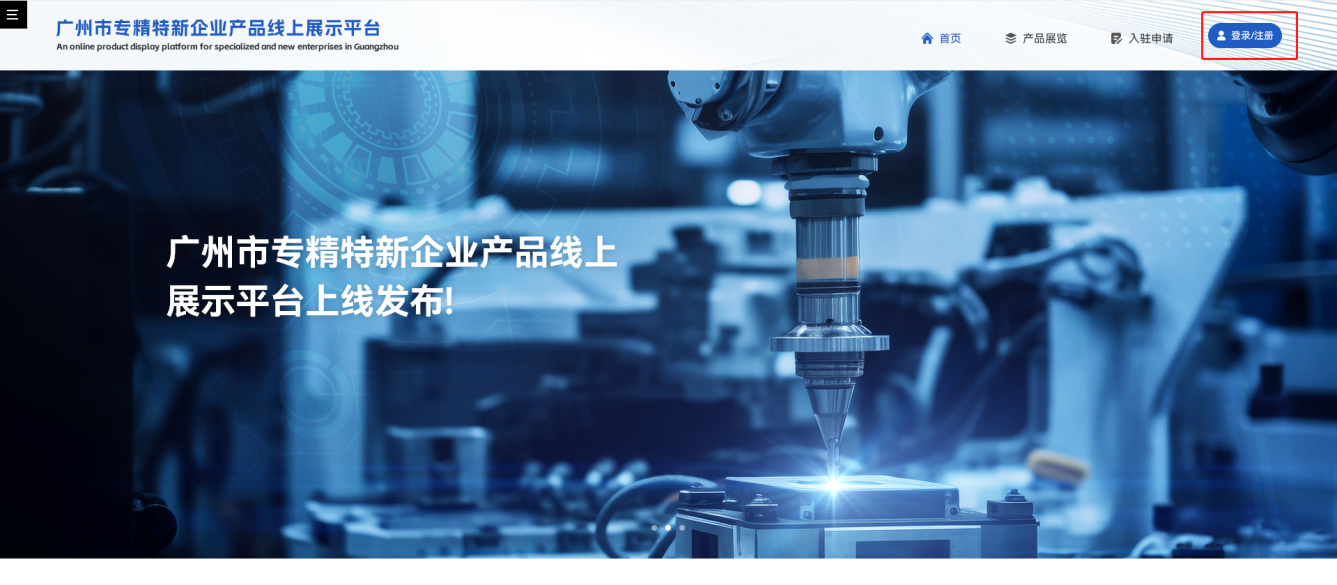 广州市专精特新企业产品线上展示平台
An online product disploy platform for specialized and new enterprises in Guangzhou
首页
产品展览
入驻申请
登录/注册
广州市专精特新企业产品线上
展示平台上线发布!